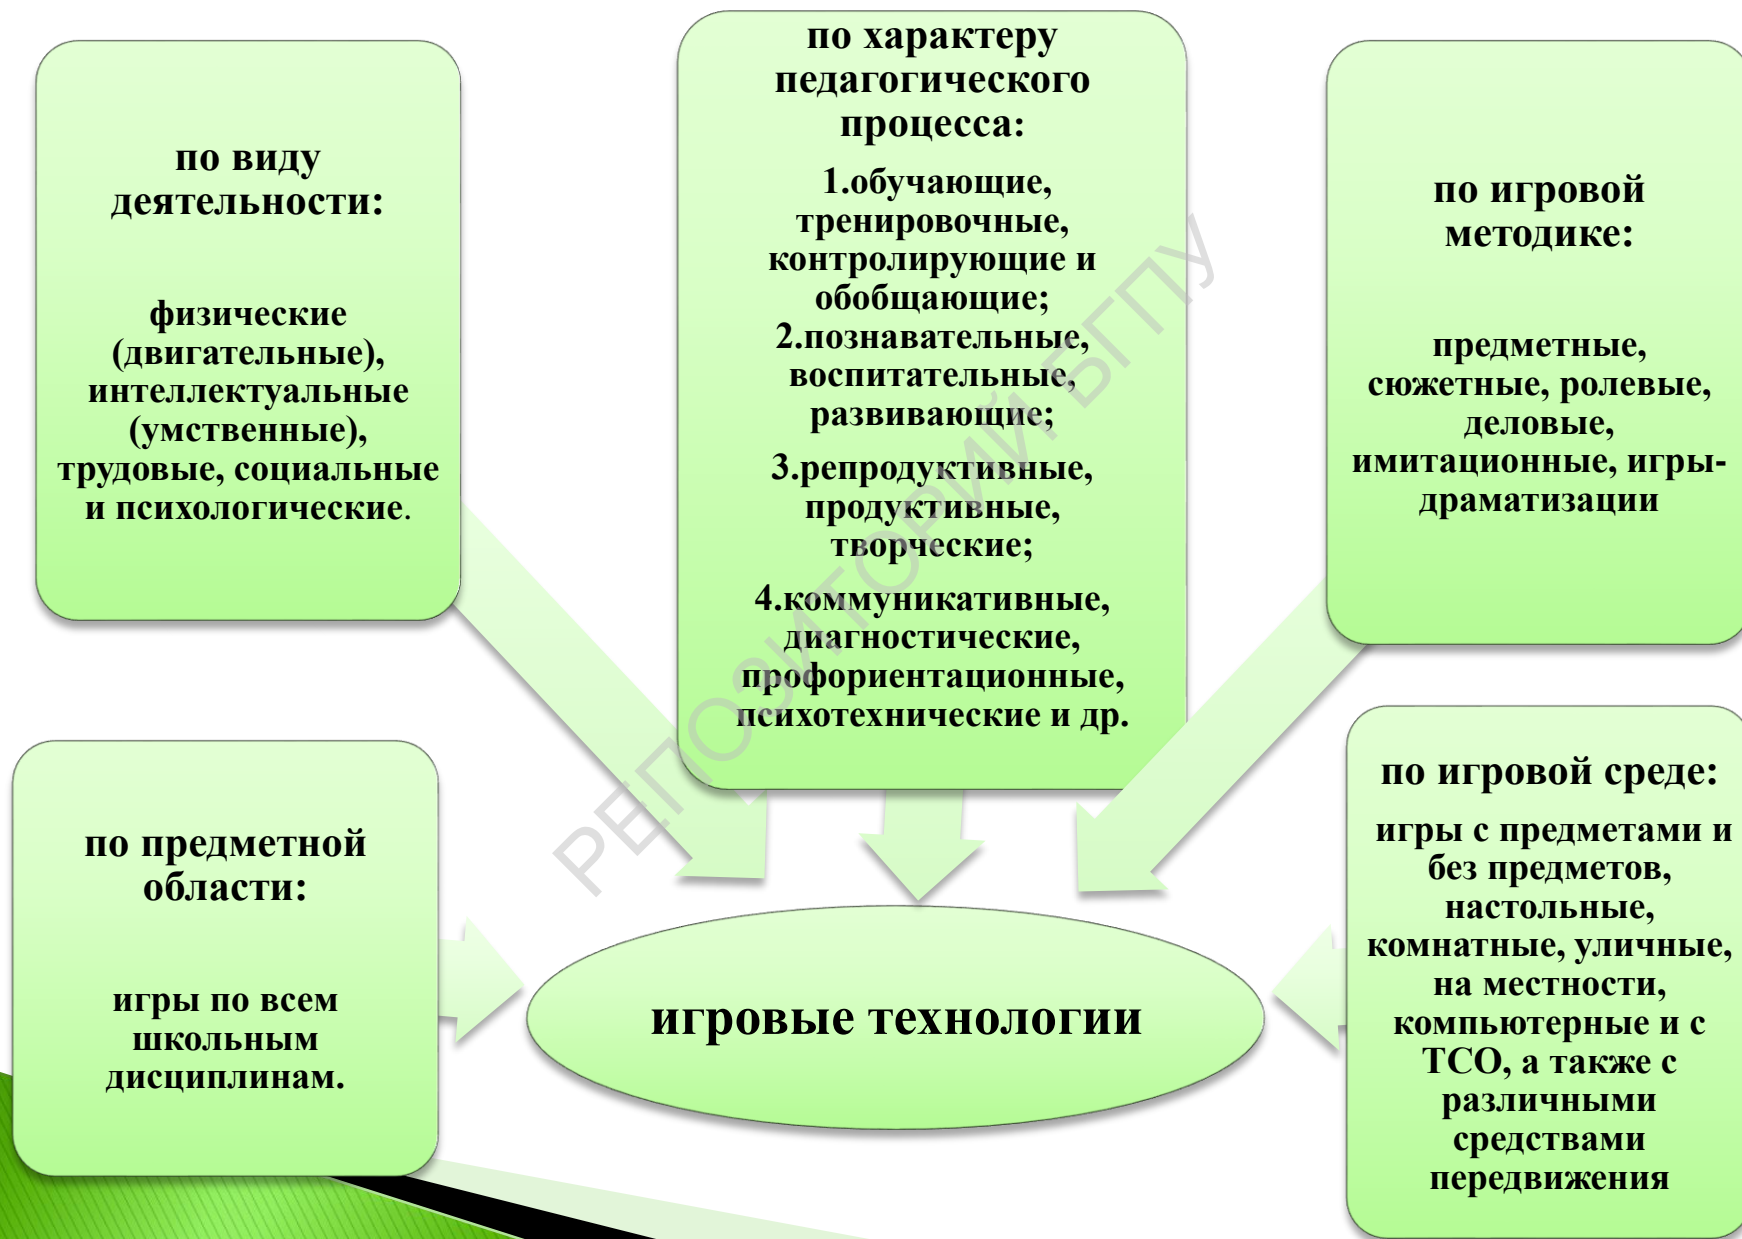 по виду
деятельности:
физические
(двигательные),
интеллектуальные
(умственные),
трудовые, социальные
и психологические.
по характеру
педагогического
процесса:
1.обучающие,
тренировочные,
контролирующие и
обобщающие;
2.познавательные,
воспитательные,
развивающие;
3.репродуктивные,
продуктивные,
творческие;
4.коммуникативные,
диагностические,
профориентационные,
психотехнические и др.
по игровой
методике:
предметные,
сюжетные, ролевые,
деловые,
имитационные, игры-
драматизации
по предметной
области:
игры по всем
школьным
дисциплинам.
игровые технологии
по игровой среде:
игры с предметами и
без предметов,
настольные,
комнатные, уличные,
на местности,
компьютерные и с
ТСО, а также с
различными
средствами
передвижения
РЕПОЗИТОРИЙ БГПУ